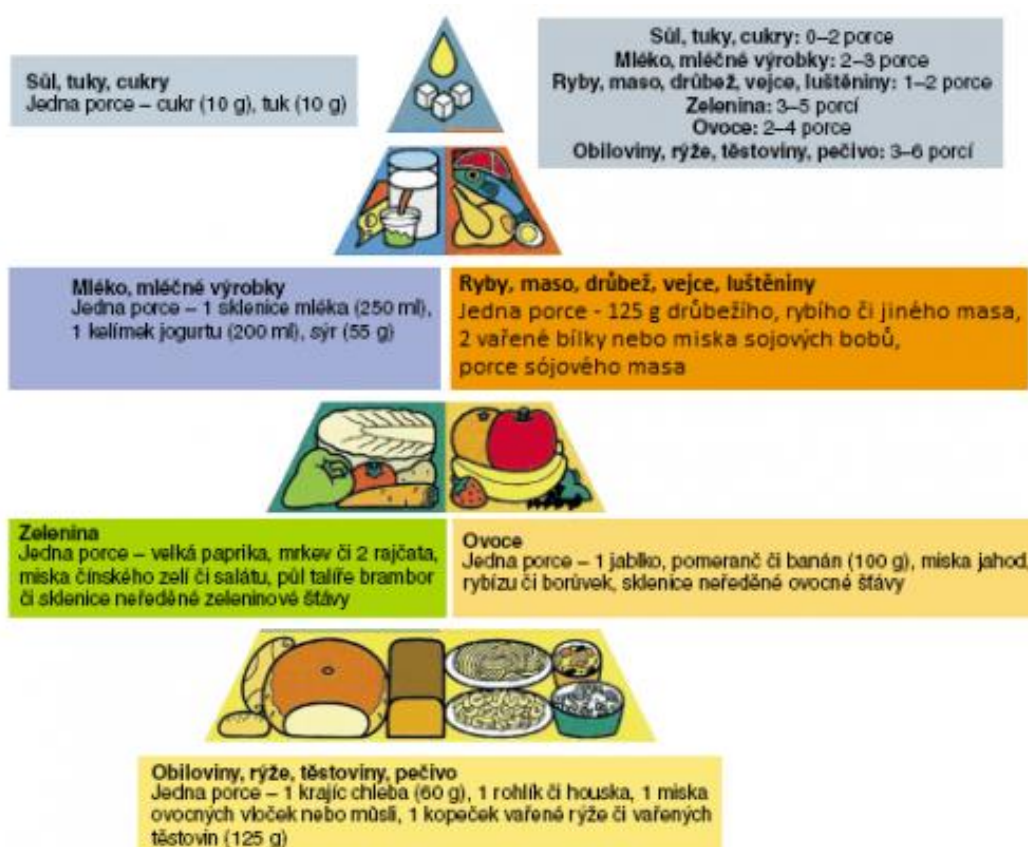 Sůl, tuky, cukry
Jedna porce – cukr (10 g), tuk (10 g)
Sůl, tuky, cukry: 0–2 porce
Mléko, mléčné výrobky: 2–3 porce
Ryby, maso, drůbež, vejce, luštěniny: 1–2 porce
Zelenina: 3–5 porcí
Ovoce: 2–4 porce
Obiloviny, rýže, těstoviny, pečivo: 3–6 porcí
Mléko, mléčné výrobky
Jedna porce – 1 sklenice mléka (250 ml),
1 kelímek jogurtu (200 ml), sýr (55 g)
Ryby, maso, drůbež, vejce, luštěniny
Jedna porce - 125 g drůbežího, rybího či jiného masa,
2 vařené bílky nebo miska sojových bobů,
porce sójového masa
Zelenina
Jedna porce – velká paprika, mrkev či 2 rajčata,
miska čínského zelí či salátu, půl talíře brambor
či sklenice neředěné zeleninové šťávy
Ovoce
Jedna porce – 1 jablko, pomeranč či banán (100 g), miska jahod,
rybízu či borůvek, sklenice neředěné ovocné šťávy
Obiloviny, rýže, těstoviny, pečivo
Jedna porce – 1 krajíc chleba (60 g), 1 rohlík či houska, 1 miska
ovocných vloček nebo műsli, 1 kopeček vařené rýže či vařených
těstovin (125 g)